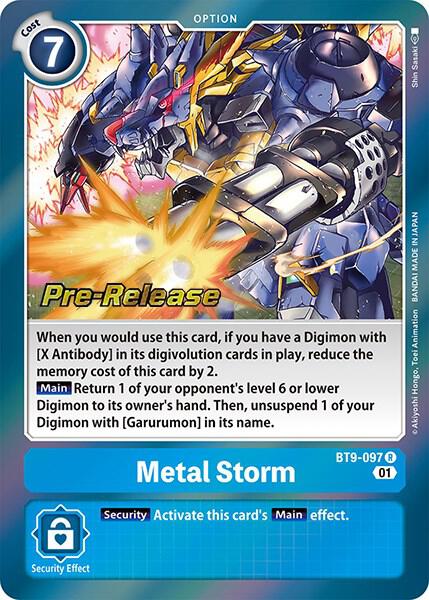 OPTION
Cost
7
Shin Sasaki
© Akiyoshi Hongo, Toei Animation BANDAI MADE IN JAPAN
Pre-Release
When you would use this card, if you have a Digimon with
[X Antibody] in its digivolution cards in play, reduce the
memory cost of this card by 2.
Main Return 1 of your opponent's level 6 or lower
Digimon to its owner's hand. Then, unsuspend 1 of your
Digimon with [Garurumon] in its name.
BT9-097 R
Metal Storm
01
Security Activate this card's Main effect.
Security Effect